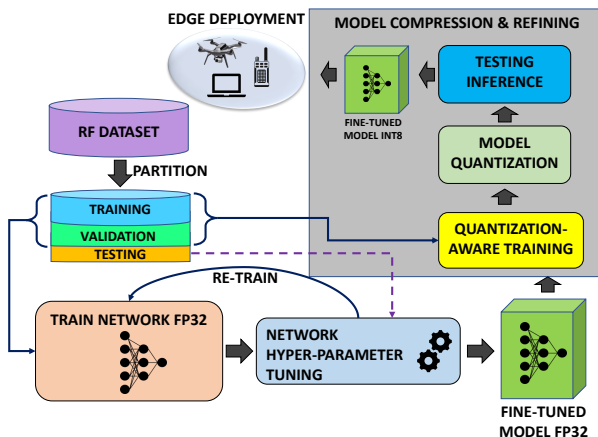 EDGE DEPLOYMENT
MODEL COMPRESSION & REFINING
TESTING
INFERENCE
FINE-TUNED
MODEL INT8
RF DATASET
MODEL
QUANTIZATION
PARTITION
TRAINING
VALIDATION
TESTING
QUANTIZATION-
AWARE TRAINING
RE-TRAIN
TRAIN NETWORK FP32
NETWORK
HYPER-PARAMETER
TUNING
FINE-TUNED
MODEL FP32